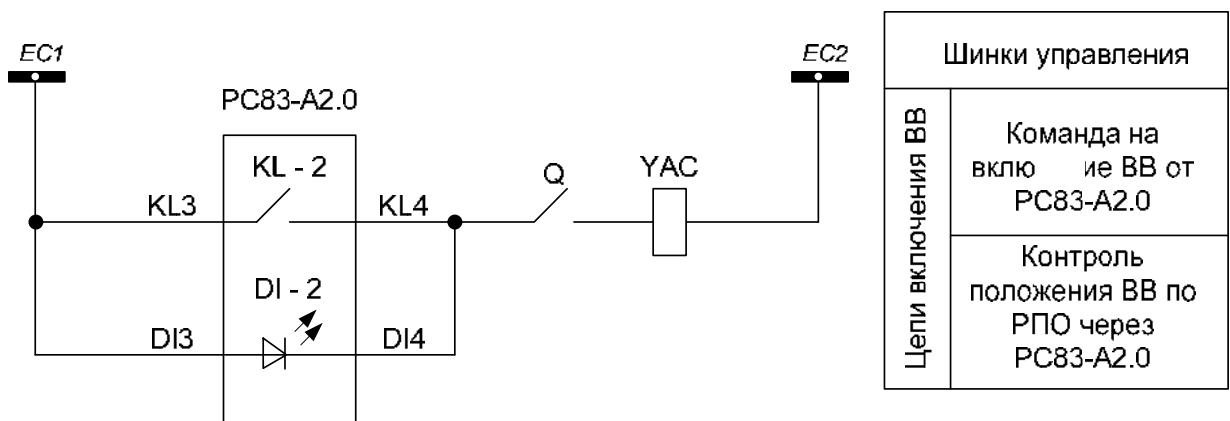 EC1
EC2
PC83-A2.0
KL - 2
KL3
KL4
Q
YAC
DI - 2
DI3
DI4
Шинки управления
Цепи включения ВВ
Команда на
ие ВВ от
PC83-A2.0
Контроль
положения ВВ по
РПО через
PC83-A2.0